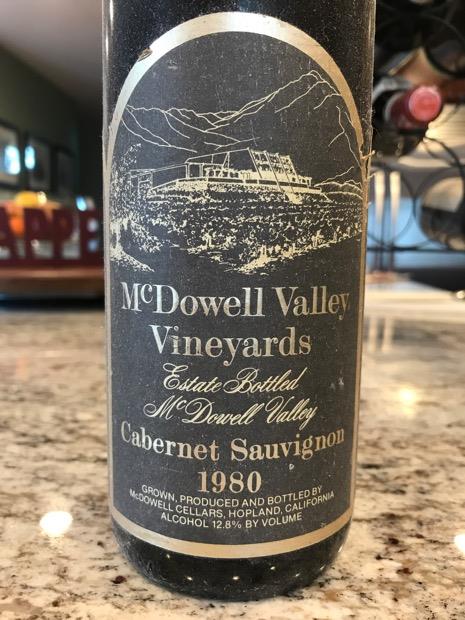 McDowell Valley
Vineyards
Estate Bottled
McDowell Valley
Cabernet Sauvignon
1980
GROWN, PRODUCED AND BOTTLED BY
McDOWELL CELLARS, HOPLAND, CALIFORNIA
ALCOHOL 12.8% BY VOLUME